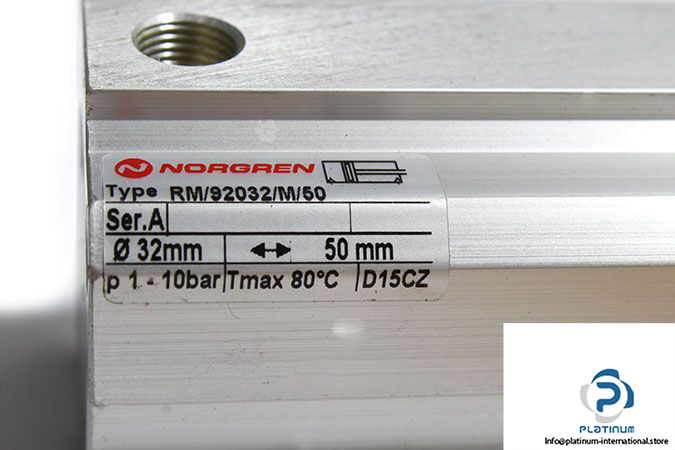 NORGREN
Type RM/92032/M/50
Ser.A
Ø 32mm ↔ 50 mm
p 1 - 10bar Tmax 80°C D15CZ
PLATINUM
Info@platinum-international.store